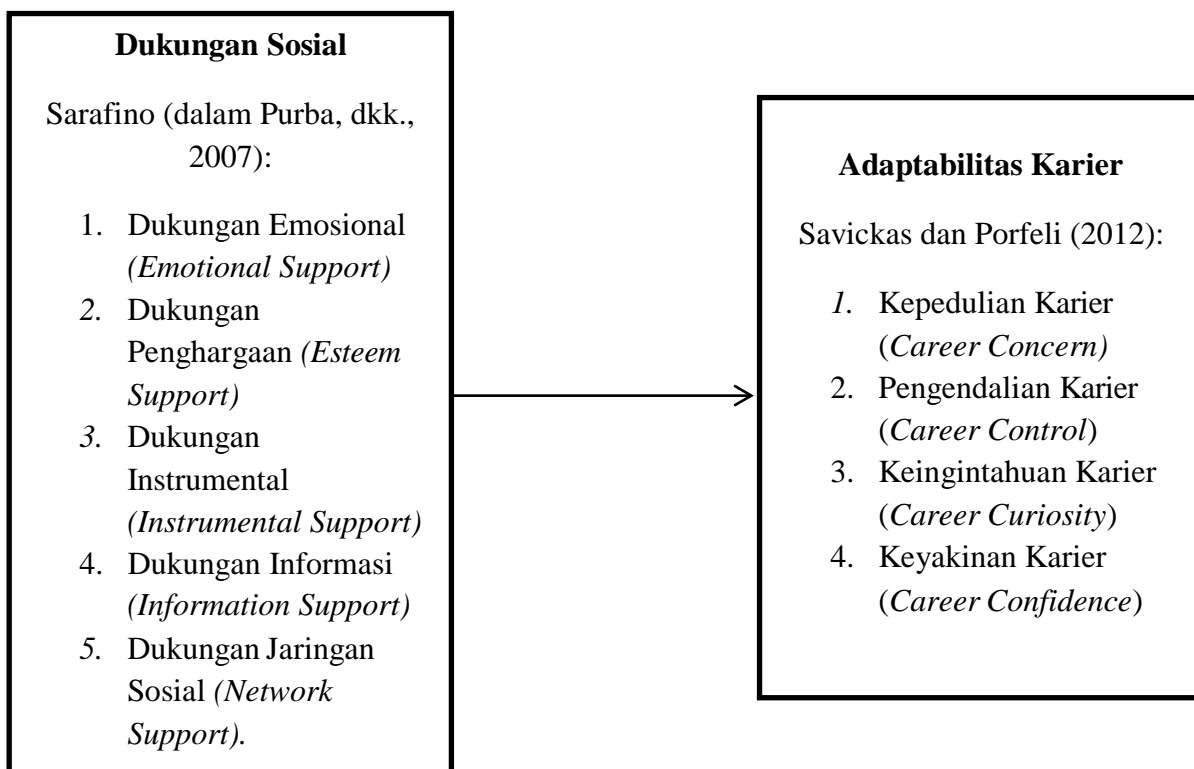 Dukungan Sosial
Sarafino (dalam Purba, dkk.,
2007):
1. Dukungan Emosional
(Emotional Support)
2. Dukungan
Penghargaan (Esteem
Support)
3. Dukungan
Instrumental
(Instrumental Support)
4. Dukungan Informasi
(Information Support)
5. Dukungan Jaringan
Sosial (Network
Support).
Adaptabilitas Karier
Savickas dan Porfeli (2012):
1. Kepedulian Karier
(Career Concern)
2. Pengendalian Karier
(Career Control)
3. Keingintahuan Karier
(Career Curiosity)
4. Keyakinan Karier
(Career Confidence)